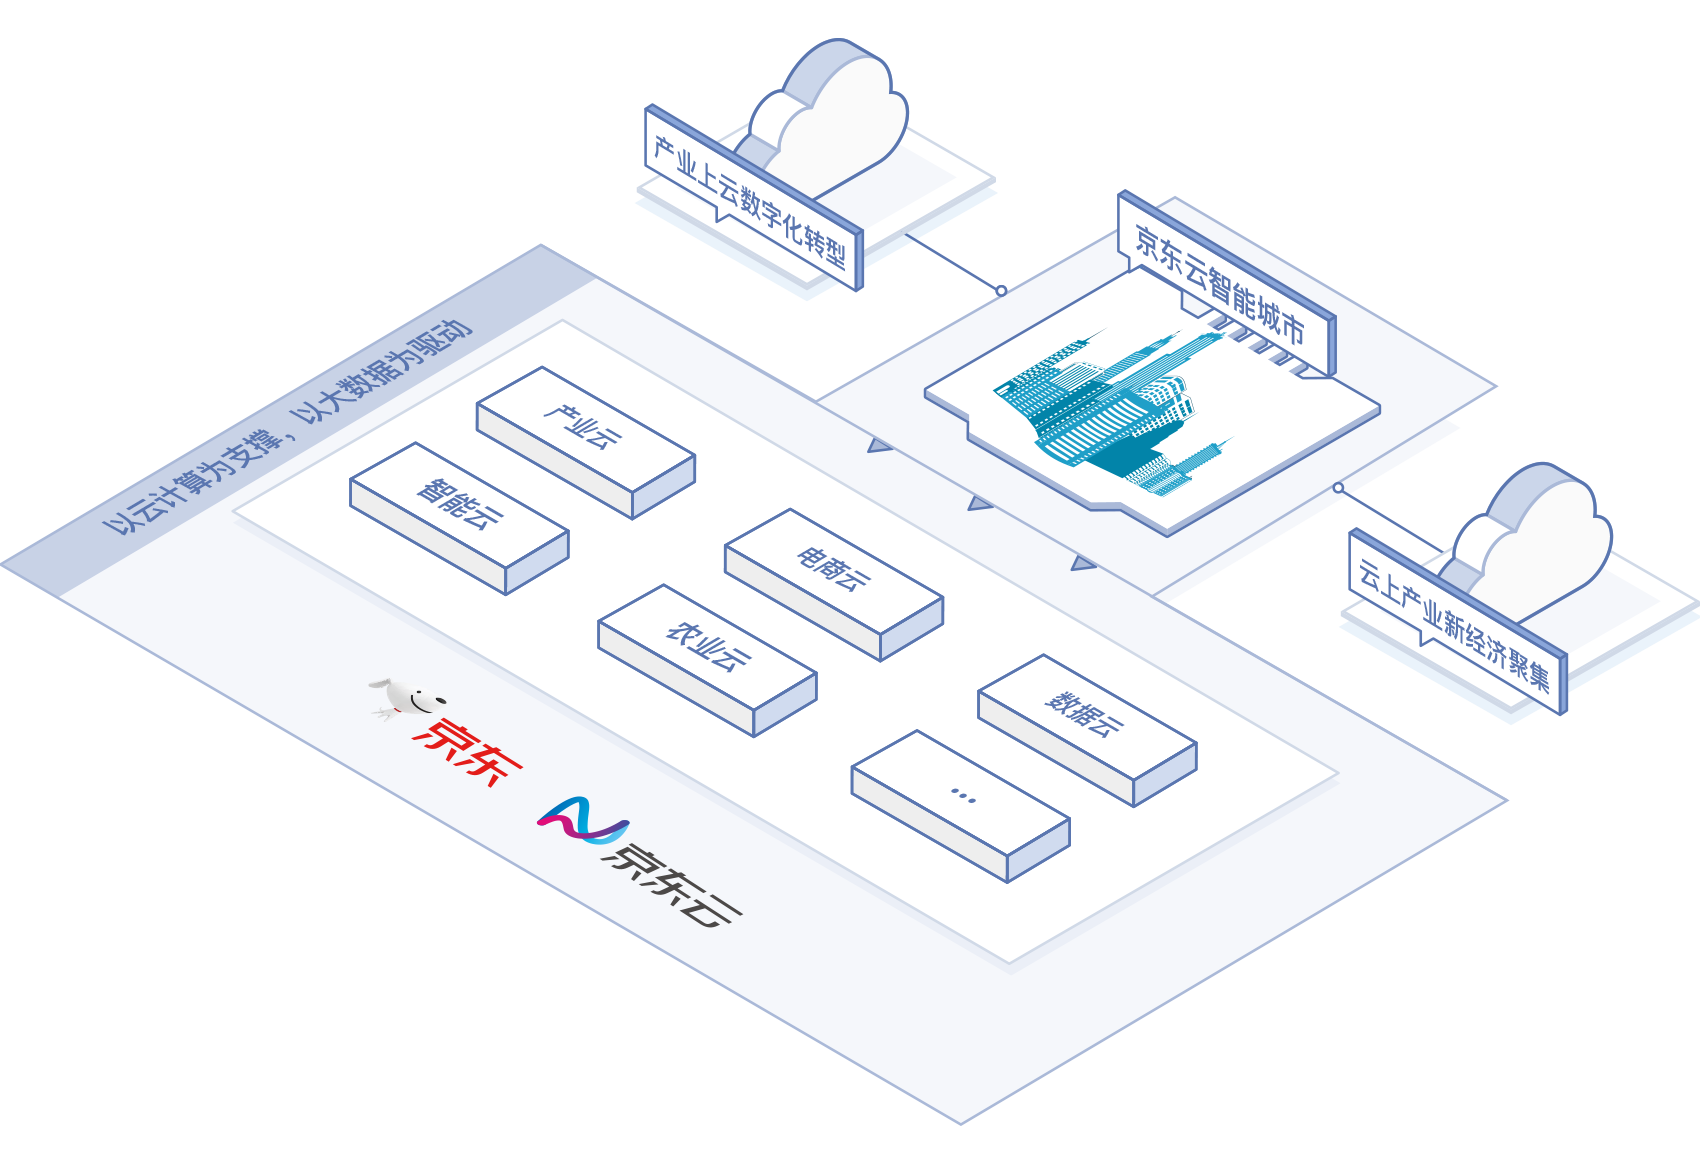 产业上云数字化转型
京东云智能城市
以云计算为支撑，以大数据为驱动
产业云
智能云
电商云
农业云
云上产业新经济聚集
数据云
...
京东
京东云